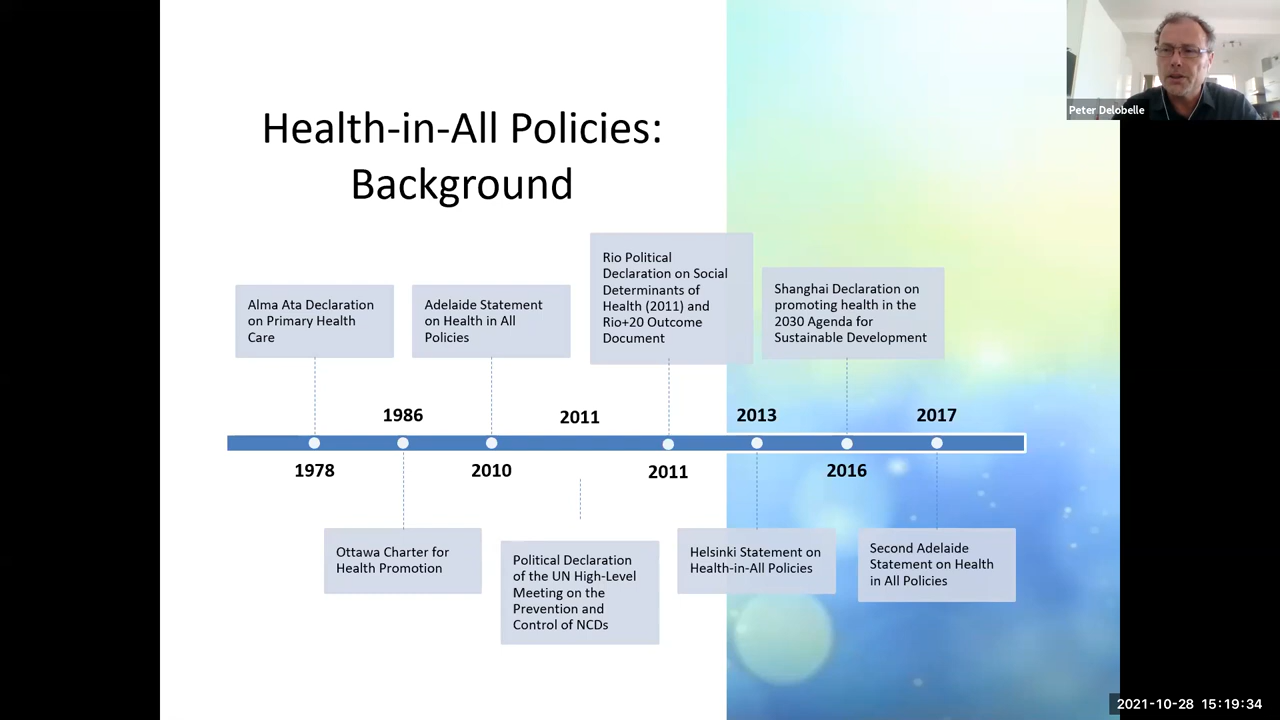 Peter Delobelle
Health-in-All Policies:
Background
Alma Ata Declaration
on Primary Health
Care
Adelaide Statement
on Health in All
Policies
Rio Political
Declaration on Social
Determinants of
Health (2011) and
Rio+20 Outcome
Document
Shanghai Declaration on
promoting health in the
2030 Agenda for
Sustainable Development
1986
2011
2013
2017
1978
2010
2011
2016
Ottawa Charter for
Health Promotion
Political Declaration
of the UN High-Level
Meeting on the
Prevention and
Control of NCDs
Helsinki Statement on
Health-in-All Policies
Second Adelaide
Statement on Health
in All Policies
2021-10-28 15:19:34